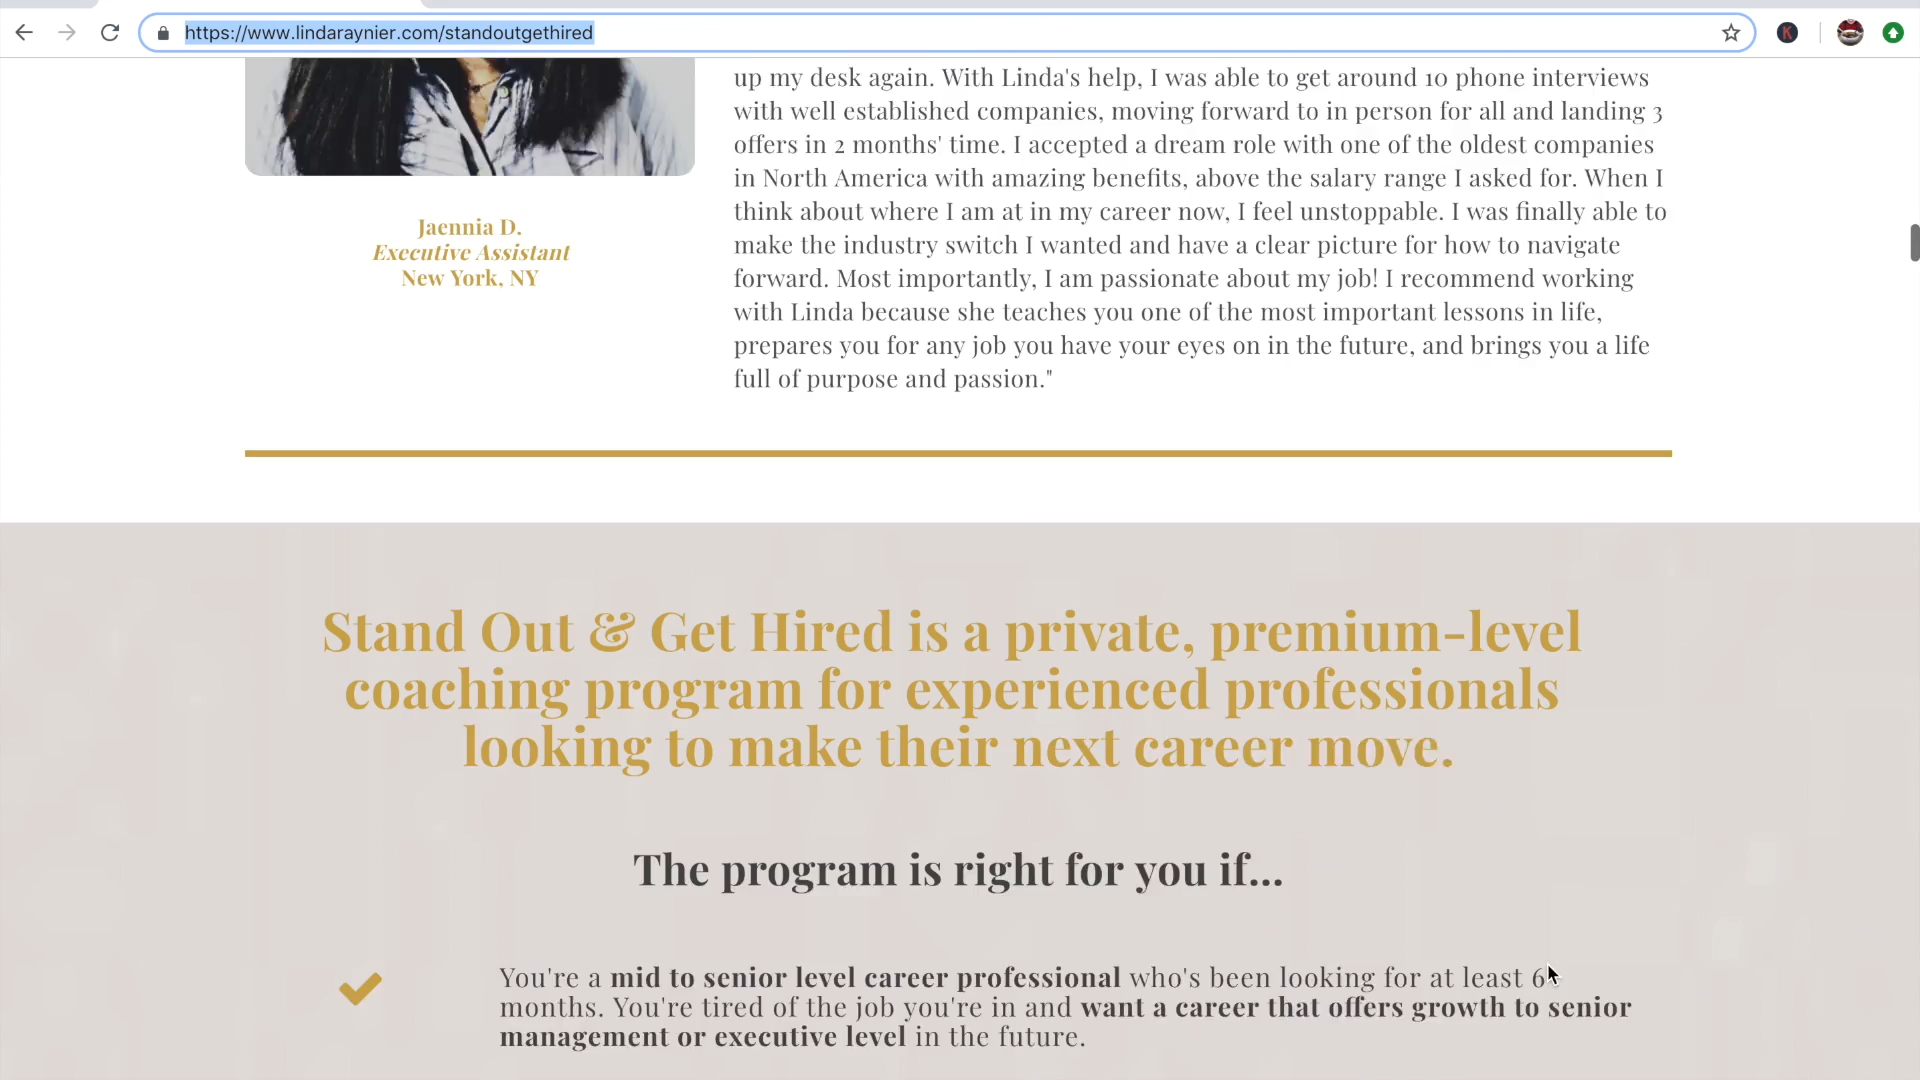 https://www.lindaraynier.com/standoutgethired
up my desk again. With Linda's help, I was able to get around 10 phone interviews
with well established companies, moving forward to in person for all and landing 3
offers in 2 months' time. I accepted a dream role with one of the oldest companies
in North America with amazing benefits, above the salary range I asked for. When I
think about where I am at in my career now, I feel unstoppable. I was finally able to
make the industry switch I wanted and have a clear picture for how to navigate
forward. Most importantly, I am passionate about my job! I recommend working
with Linda because she teaches you one of the most important lessons in life,
prepares you for any job you have your eyes on in the future, and brings you a life
full of purpose and passion."
Jaennia D.
Executive Assistant
New York, NY
Stand Out & Get Hired is a private, premium-level
coaching program for experienced professionals
looking to make their next career move.
The program is right for you if...
You're a mid to senior level career professional who's been looking for at least 6
months. You're tired of the job you're in and want a career that offers growth to senior
management or executive level in the future.
K